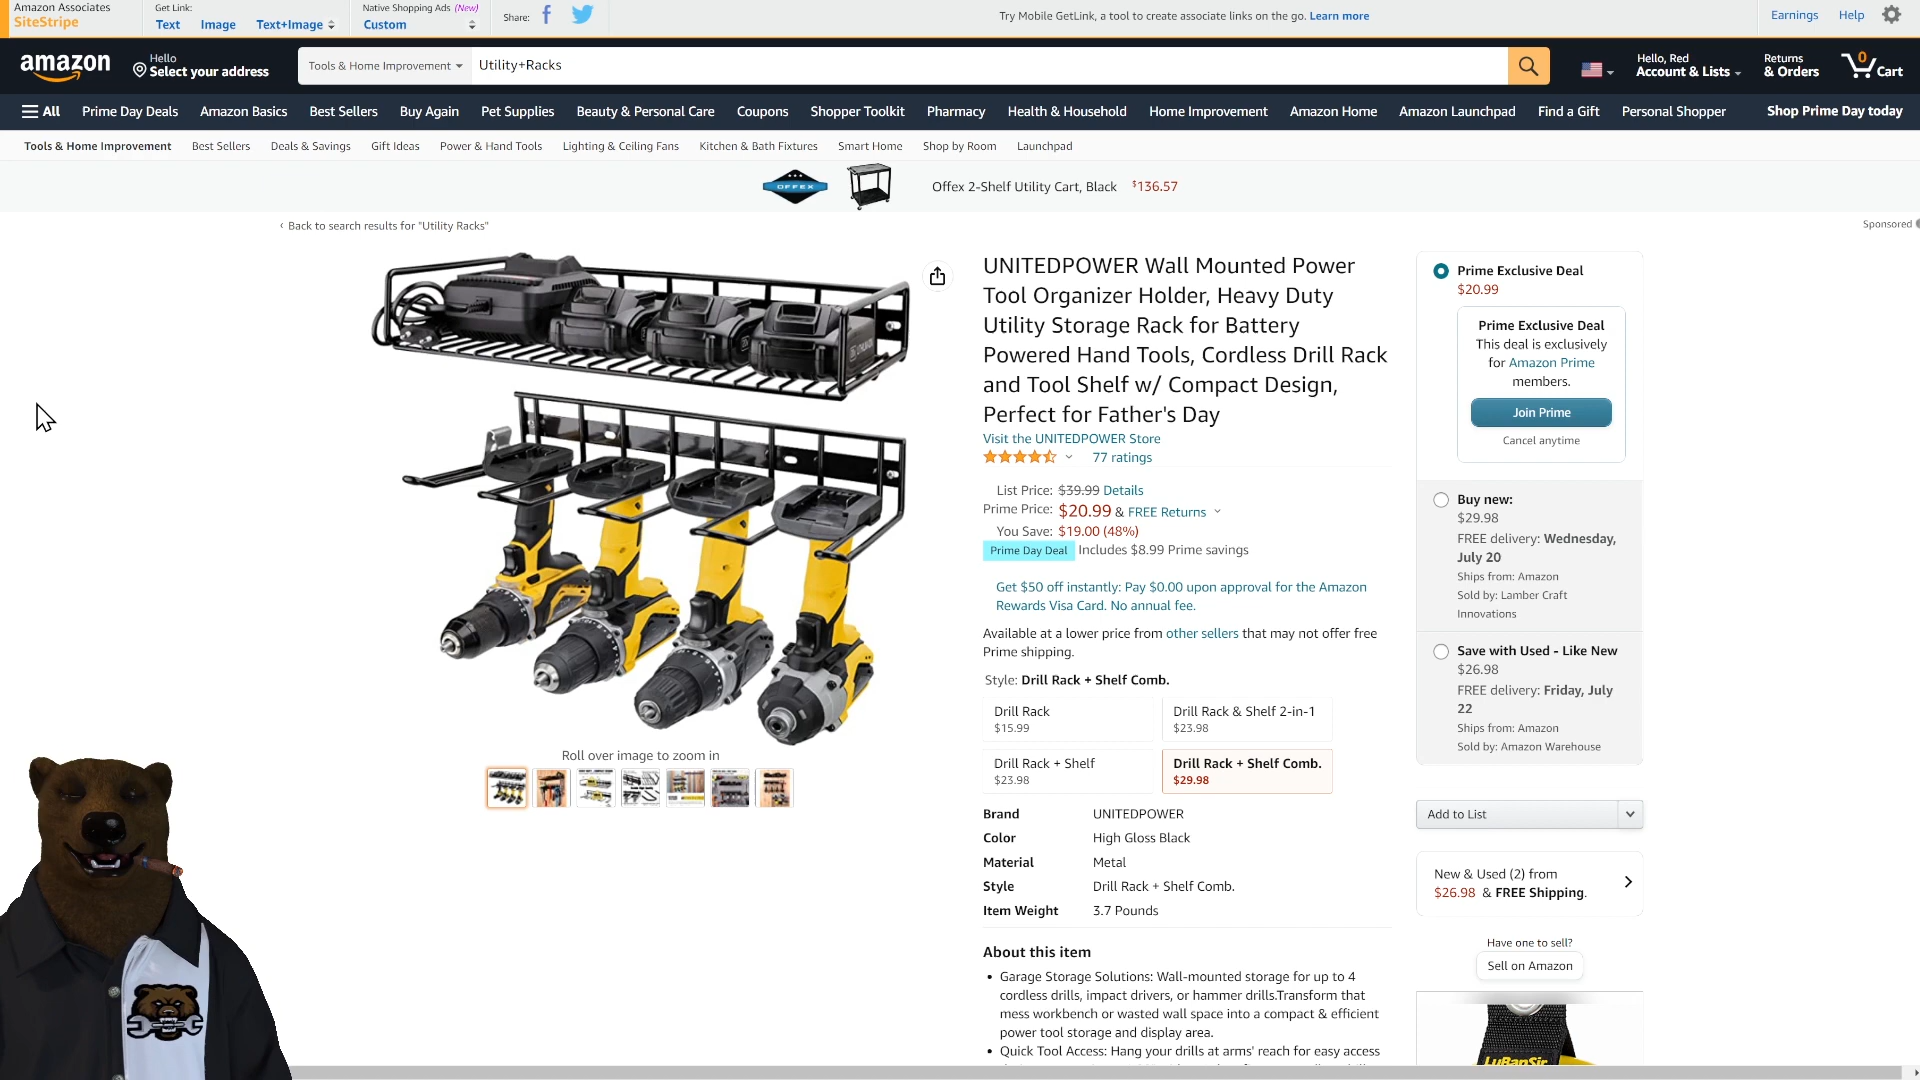 Amazon Associates
SiteStripe
Get Link:
Text Image Text+Image
Native Shopping Ads (New)
Custom
Share:
Try Mobile GetLink, a tool to create associate links on the go. Learn more
Earnings Help
amazon
Hello
Select your address
Tools & Home Improvement
Utility+Racks
Hello, Red
Account & Lists
Returns
& Orders
0
Cart
All Prime Day Deals Amazon Basics Best Sellers Buy Again Pet Supplies Beauty & Personal Care Coupons Shopper Toolkit Pharmacy Health & Household Home Improvement Amazon Home Amazon Launchpad Find a Gift Personal Shopper Shop Prime Day today
Tools & Home Improvement Best Sellers Deals & Savings Gift Ideas Power & Hand Tools Lighting & Ceiling Fans Kitchen & Bath Fixtures Smart Home Shop by Room Launchpad
OFFEX
Offex 2-Shelf Utility Cart, Black $136.57
‹ Back to search results for "Utility Racks"
Sponsored
UNITEDPOWER Wall Mounted Power
Tool Organizer Holder, Heavy Duty
Utility Storage Rack for Battery
Powered Hand Tools, Cordless Drill Rack
and Tool Shelf w/ Compact Design,
Perfect for Father's Day
Visit the UNITEDPOWER Store
77 ratings
List Price: $39.99 Details
Prime Price: $20.99 & FREE Returns
You Save: $19.00 (48%)
Prime Day Deal Includes $8.99 Prime savings
Get $50 off instantly: Pay $0.00 upon approval for the Amazon
Rewards Visa Card. No annual fee.
Available at a lower price from other sellers that may not offer free
Prime shipping.
Style: Drill Rack + Shelf Comb.
Drill Rack
$15.99
Drill Rack & Shelf 2-in-1
$23.98
Drill Rack + Shelf
$23.98
Drill Rack + Shelf Comb.
$29.98
Roll over image to zoom in
Brand UNITEDPOWER
Color High Gloss Black
Material Metal
Style Drill Rack + Shelf Comb.
Item Weight 3.7 Pounds
About this item
• Garage Storage Solutions: Wall-mounted storage for up to 4
cordless drills, impact drivers, or hammer drills.Transform that
mess workbench or wasted wall space into a compact & efficient
power tool storage and display area.
• Quick Tool Access: Hang your drills at arms' reach for easy access
Prime Exclusive Deal
$20.99
Prime Exclusive Deal
This deal is exclusively
for Amazon Prime
members.
Join Prime
Cancel anytime
Buy new:
$29.98
FREE delivery: Wednesday,
July 20
Ships from: Amazon
Sold by: Lamber Craft
Innovations
Save with Used - Like New
$26.98
FREE delivery: Friday, July
22
Ships from: Amazon
Sold by: Amazon Warehouse
Add to List
New & Used (2) from
$26.98 & FREE Shipping.
Have one to sell?
Sell on Amazon
LuBanSir